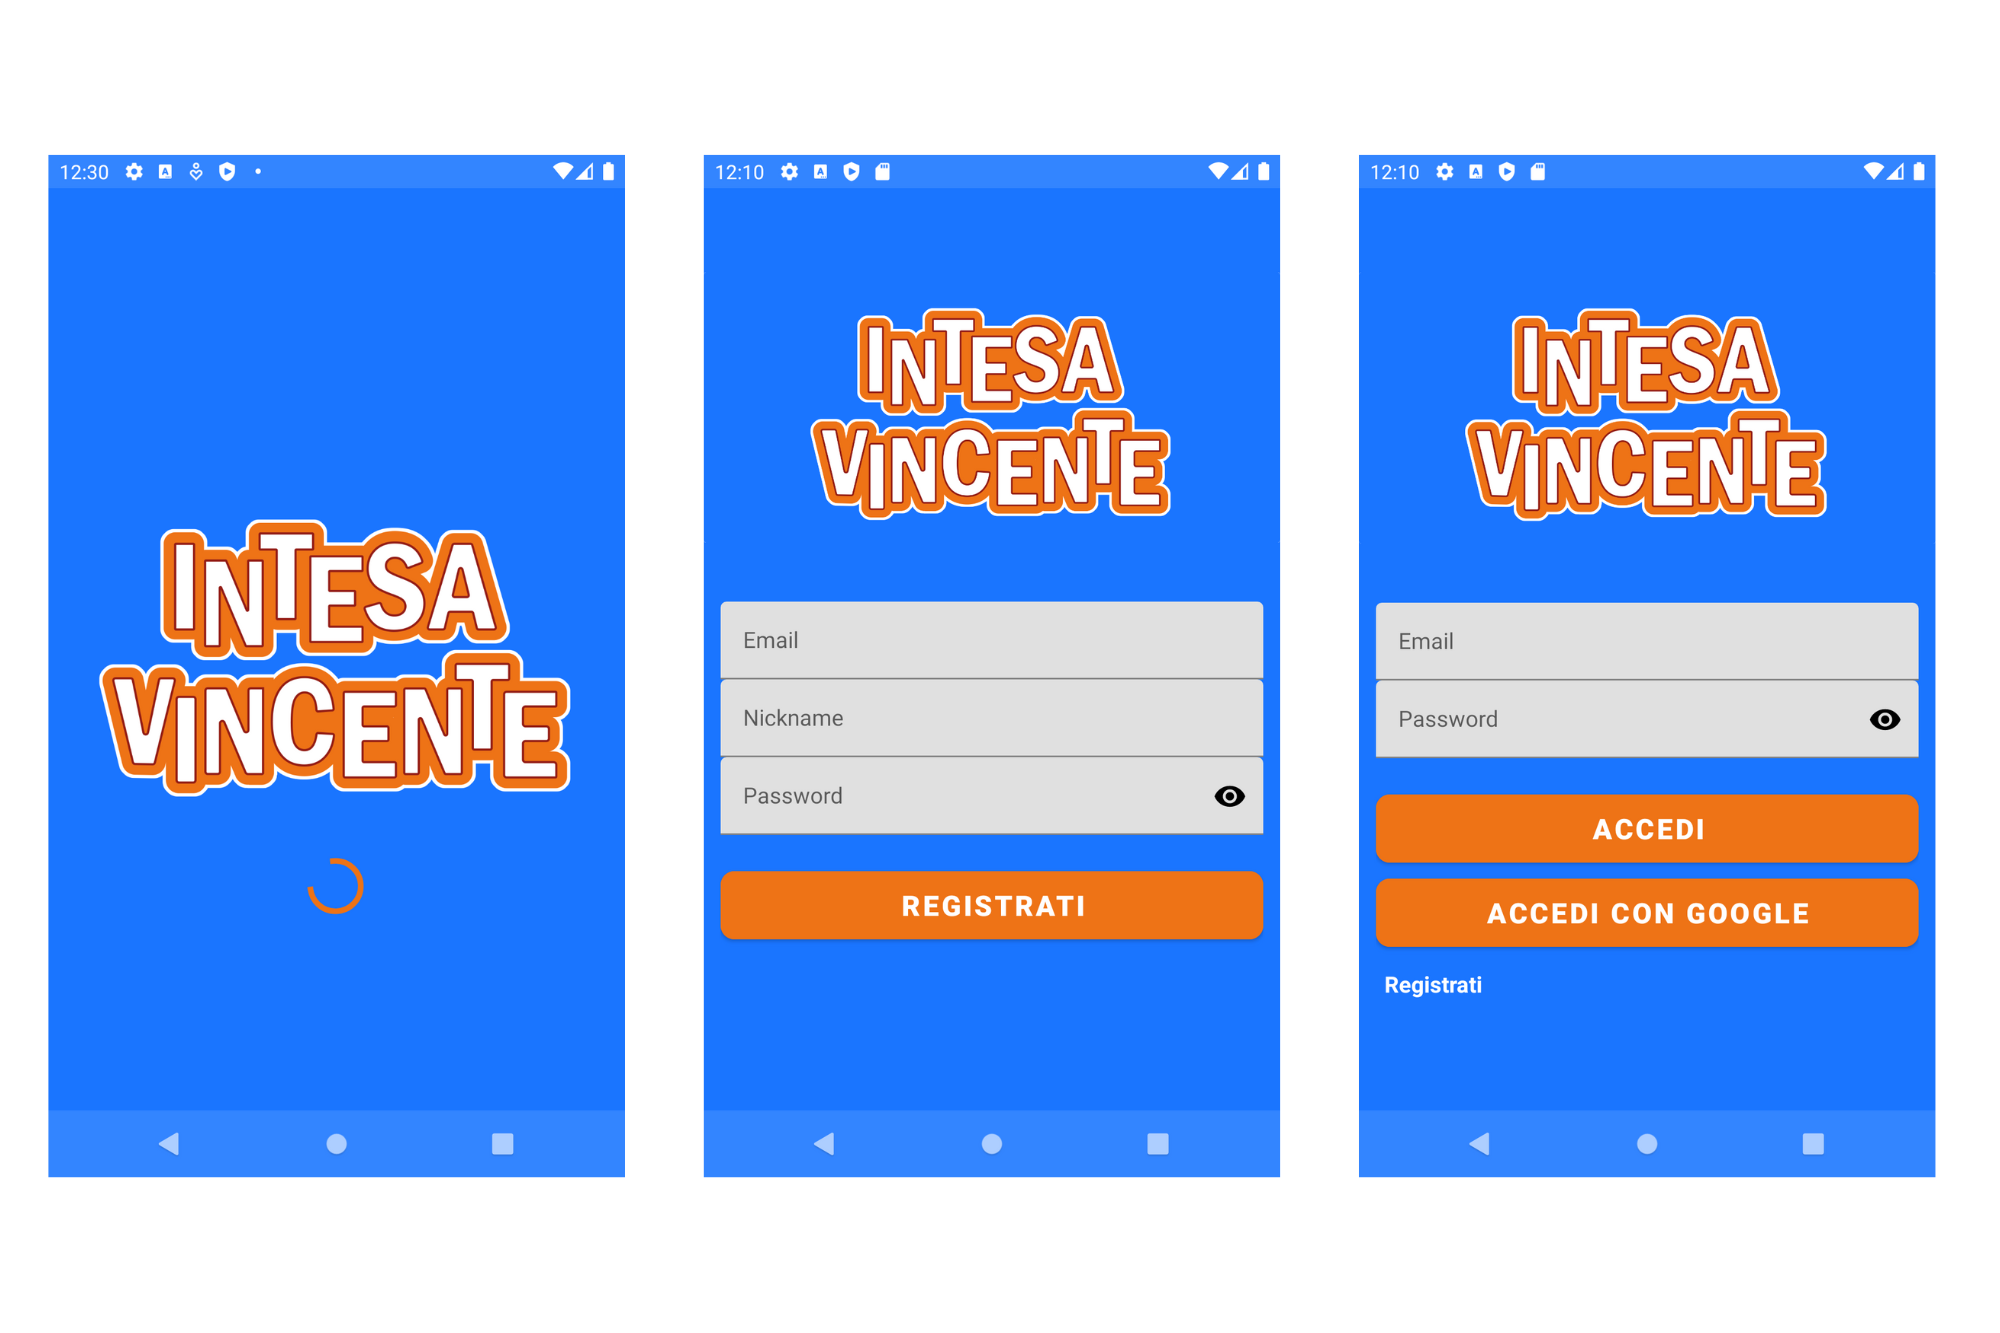 12:30
INTESA
VINCENTE
12:10
INTESA
VINCENTE
Email
Nickname
Password
REGISTRATI
12:10
INTESA
VINCENTE
Email
Password
ACCEDI
ACCEDI CON GOOGLE
Registrati